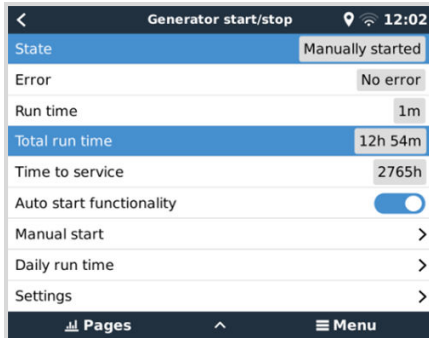 Generator start/stop 12:02
State Manually started
Error No error
Run time 1m
Total run time 12h 54m
Time to service 2765h
Auto start functionality
Manual start
Daily run time
Settings
Pages Menu